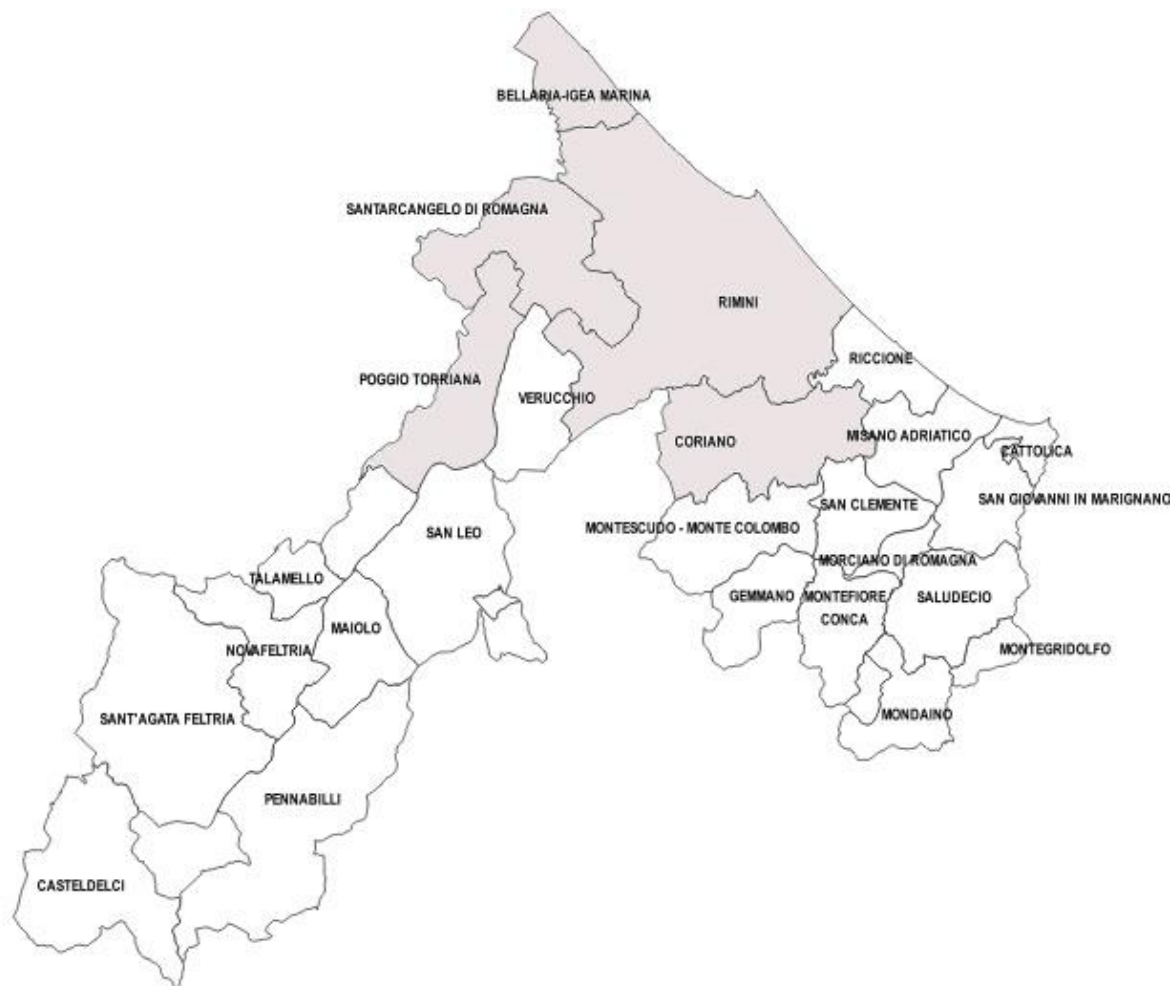 BELLARIA-IGEA MARINA
SANTARCANGELO DI ROMAGNA
RIMINI
RICCIONE
POGGIO TORRIANA
VERUCCHIO
MISANO ADRIATICO
CORIANO
CATTOLICA
SAN GIOVANNI IN MARIGNANO
SAN CLEMENTE
MONTESCUDO - MONTE COLOMBO
SAN LEO
MORCIANO DI ROMAGNA
TALAMELLO
GEMMANO
MONTEFIORE
CONCA
SALUDECIO
MAIOLO
NOVAFELTRIA
MONTEGRIDOLFO
MONDAINO
SANT'AGATA FELTRIA
PENNABILLI
CASTELDELCI